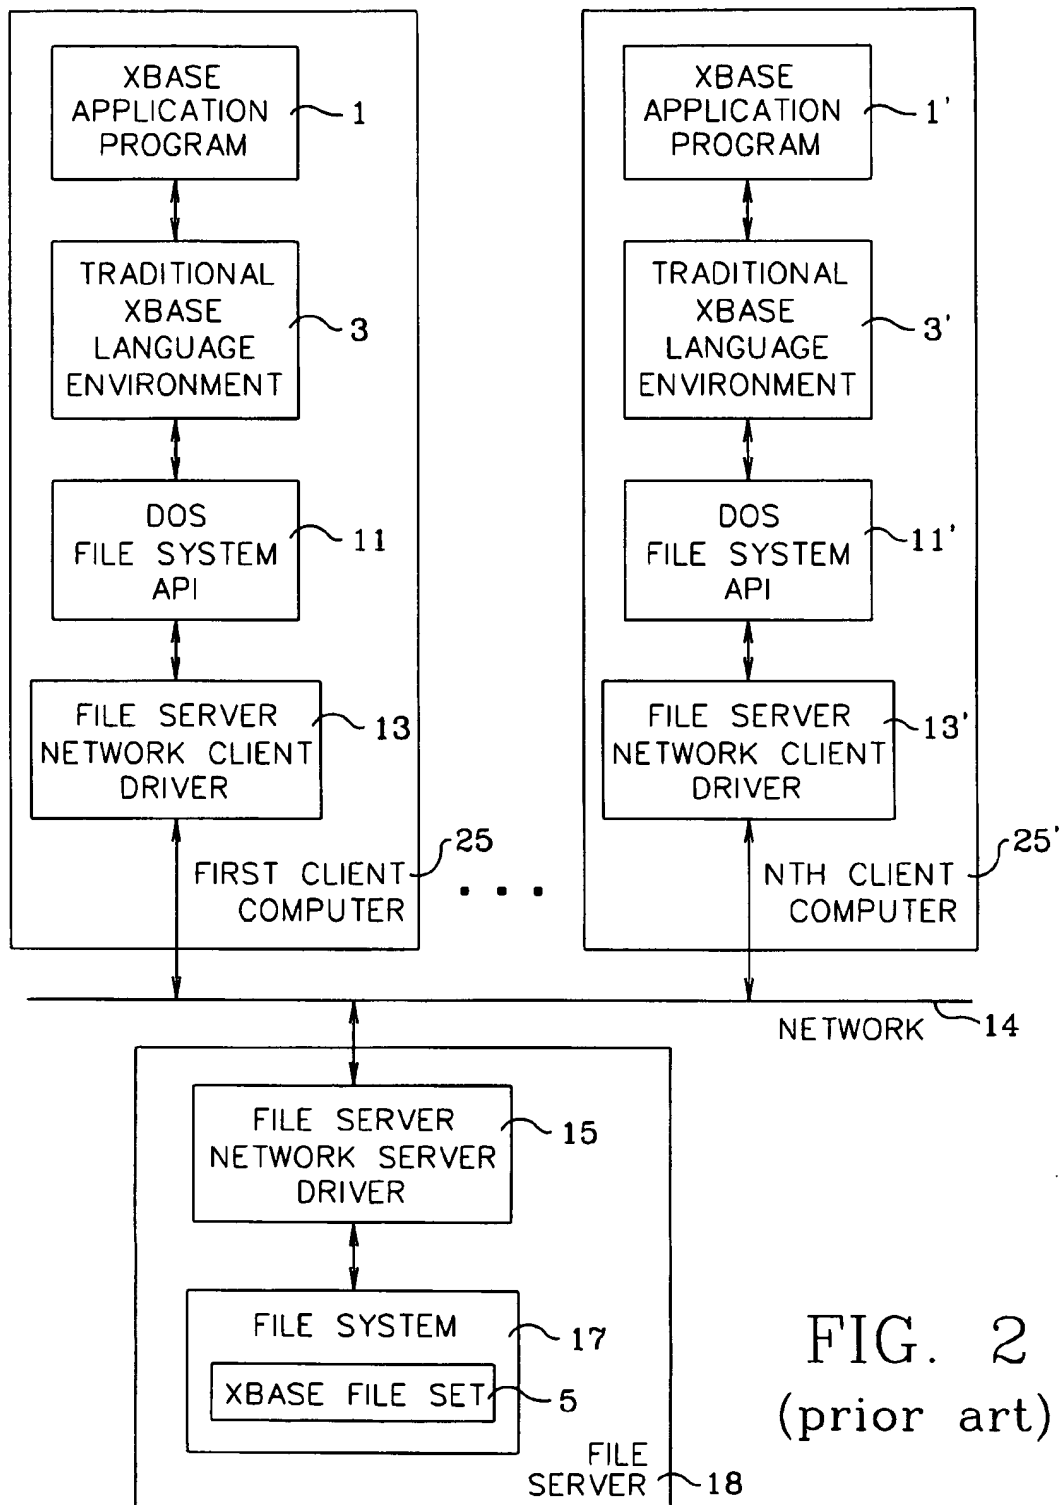 XBASE
APPLICATION
PROGRAM
1
TRADITIONAL
XBASE
LANGUAGE
ENVIRONMENT
3
DOS
FILE SYSTEM
API
11
FILE SERVER
NETWORK CLIENT
DRIVER
13
FIRST CLIENT
COMPUTER
25
XBASE
APPLICATION
PROGRAM
1'
TRADITIONAL
XBASE
LANGUAGE
ENVIRONMENT
3'
DOS
FILE SYSTEM
API
11'
FILE SERVER
NETWORK CLIENT
DRIVER
13'
NTH CLIENT
COMPUTER
25'
. . .
NETWORK
14
FILE SERVER
NETWORK SERVER
DRIVER
15
FILE SYSTEM
17
XBASE FILE SET
5
FILE
SERVER
18
FIG. 2
(prior art)